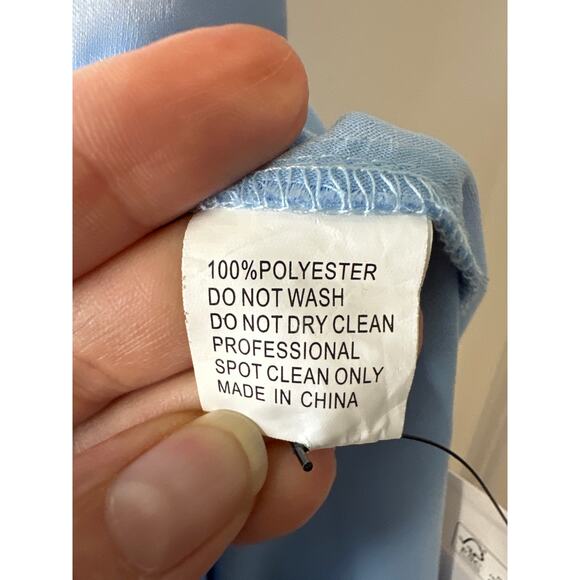 100%POLYESTER
DO NOT WASH
DO NOT DRY CLEAN
PROFESSIONAL
SPOT CLEAN ONLY
MADE IN CHINA